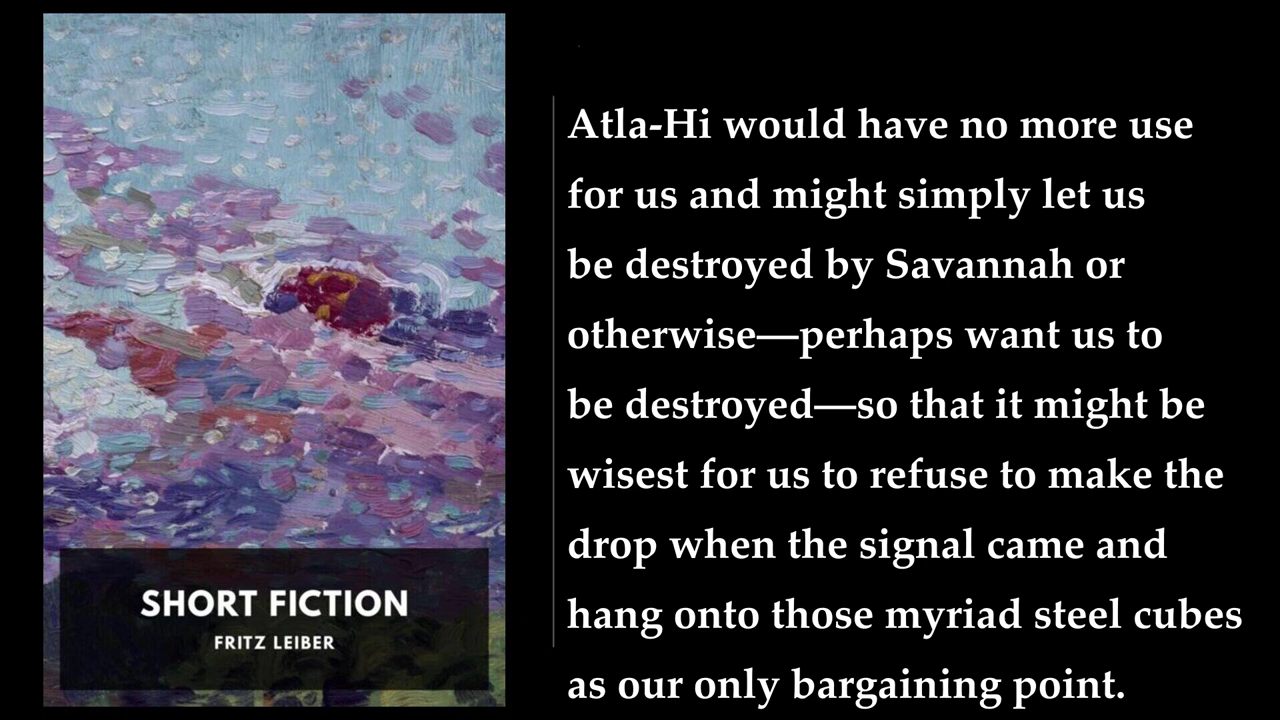 SHORT FICTION
FRITZ LEIBER
Atla-Hi would have no more use
for us and might simply let us
be destroyed by Savannah or
otherwise—perhaps want us to
be destroyed—so that it might be
wisest for us to refuse to make the
drop when the signal came and
hang onto those myriad steel cubes
as our only bargaining point.